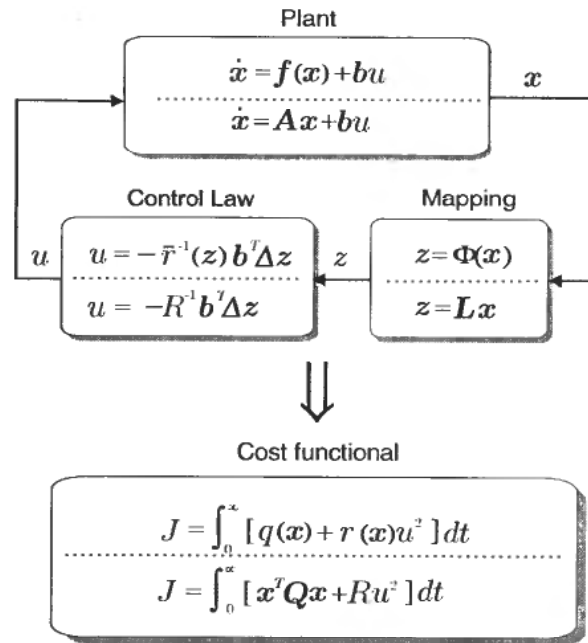 Plant
ẋ = f(x)+bu
ẋ = Ax+bu
x
Control Law
Mapping
u
u = − r̄⁻¹(z) bᵀΔz
z
z = Φ(x)
u = −R⁻¹bᵀΔz
z = Lx
⇓
Cost functional
J = ∫₀^∞ [q(x)+r(x)u²]dt
J = ∫₀^∞ [xᵀQx+Ru²]dt